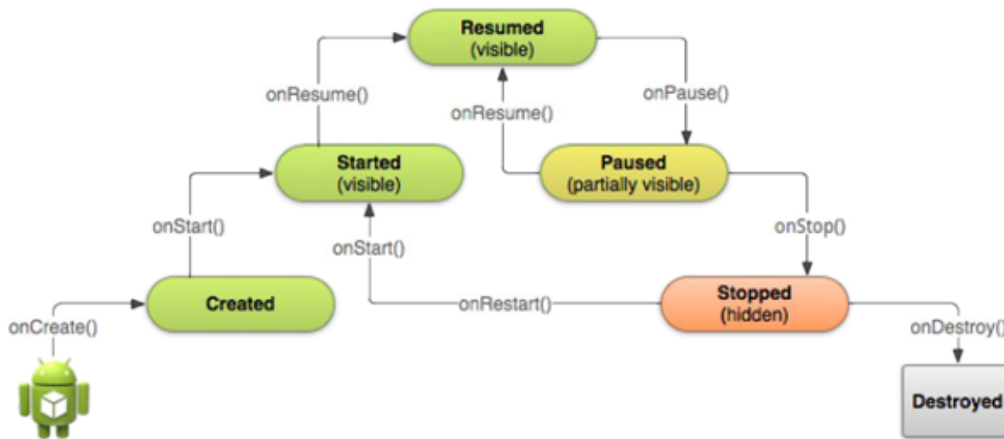 Resumed
(visible)
onResume()
onResume()
onPause()
Started
(visible)
Paused
(partially visible)
onStart()
onStart()
onStop()
Created
onRestart()
Stopped
(hidden)
onCreate()
onDestroy()
Destroyed